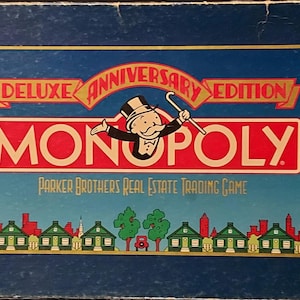 DELUXE ANNIVERSARY EDITION
MONOPOLY®
PARKER BROTHERS REAL ESTATE TRADING GAME